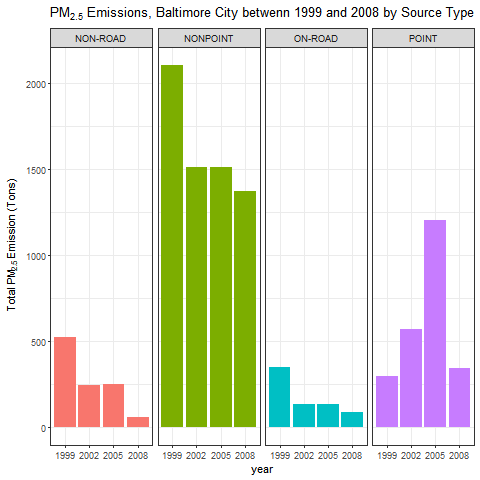 PM2.5 Emissions, Baltimore City betwenn 1999 and 2008 by Source Type
NON-ROAD NONPOINT ON-ROAD POINT
Total PM2.5 Emission (Tons)
2000
1500
1000
500
0
1999 2002 2005 2008 1999 2002 2005 2008 1999 2002 2005 2008 1999 2002 2005 2008
year